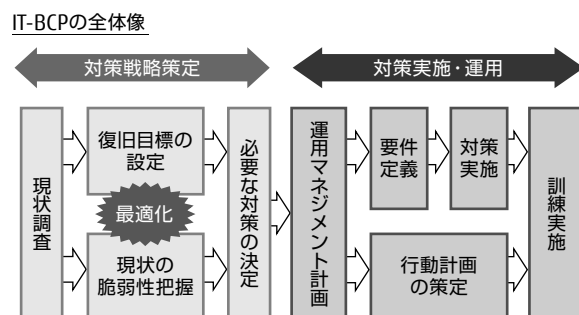 IT-BCPの全体像
対策戦略策定
対策実施・運用
現状調査
復旧目標の
設定
最適化
現状の
脆弱性把握
必要な対策の決定
運用マネジメント計画
要件
定義
対策
実施
行動計画
の策定
訓練実施